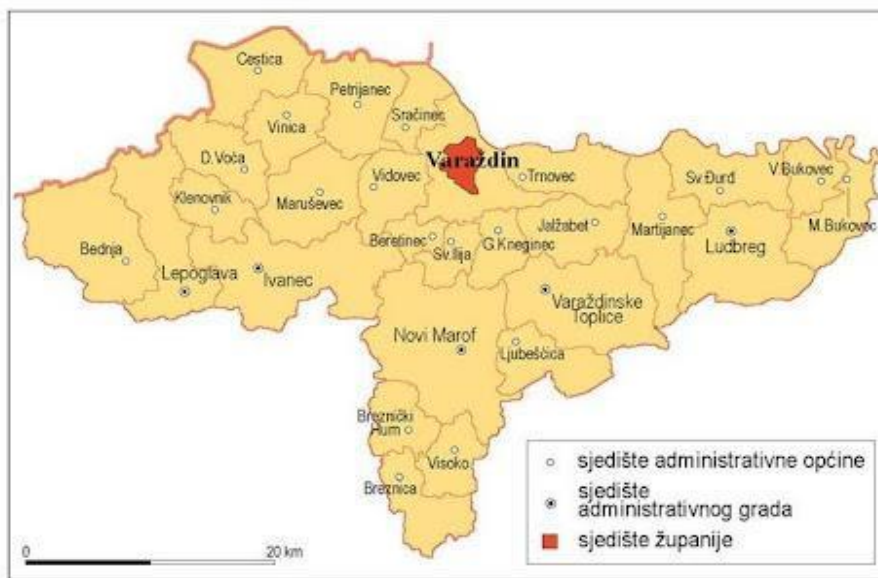 Cestica
Petrijanec
Sračinec
Vinica
Varaždin
D.Voća
Vidovec
Trnovec
V.Bukovec
Sv.Đurđ
Klenovnik
Maruševec
Jalžabet
Martijanec
M.Bukovec
Beretinec
Sv.Ilija
G.Kneginec
Ludbreg
Bednja
Lepoglava
Ivanec
Varaždinske
Toplice
Novi Marof
Ljubešćica
Breznički
Hum
Visoko
Breznica
sjedište administrativne općine
sjedište
administrativnog grada
sjedište županije
0 20 km